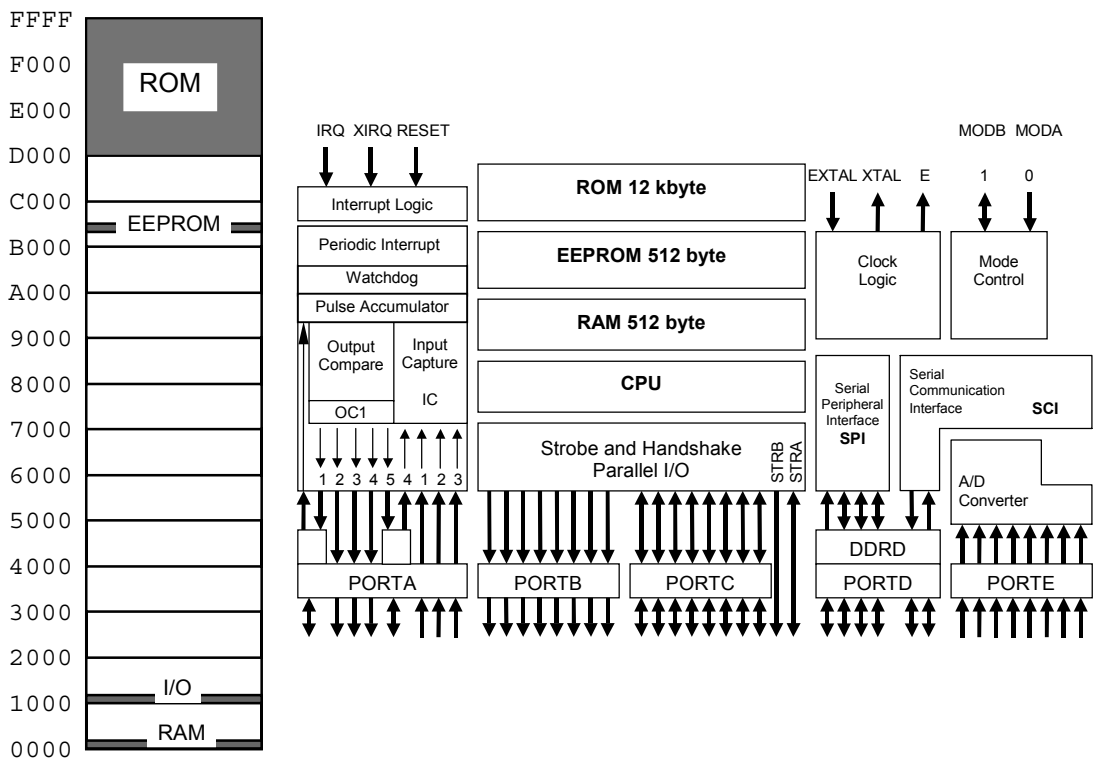 FFFF
F000
E000
D000
C000
B000
A000
9000
8000
7000
6000
5000
4000
3000
2000
1000
0000
ROM
EEPROM
I/O
RAM
IRQ XIRQ RESET
Interrupt Logic
Periodic Interrupt
Watchdog
Pulse Accumulator
Output
Compare
OC1
Input
Capture
IC
1 2 3 4 5 4 1 2 3
PORTA
ROM 12 kbyte
EEPROM 512 byte
RAM 512 byte
CPU
Strobe and Handshake
Parallel I/O
STRB
STRA
PORTB
PORTC
EXTAL XTAL E
Clock
Logic
MODB MODA
1 0
Mode
Control
Serial
Peripheral
Interface
SPI
Serial
Communication
Interface SCI
A/D
Converter
DDRD
PORTD
PORTE